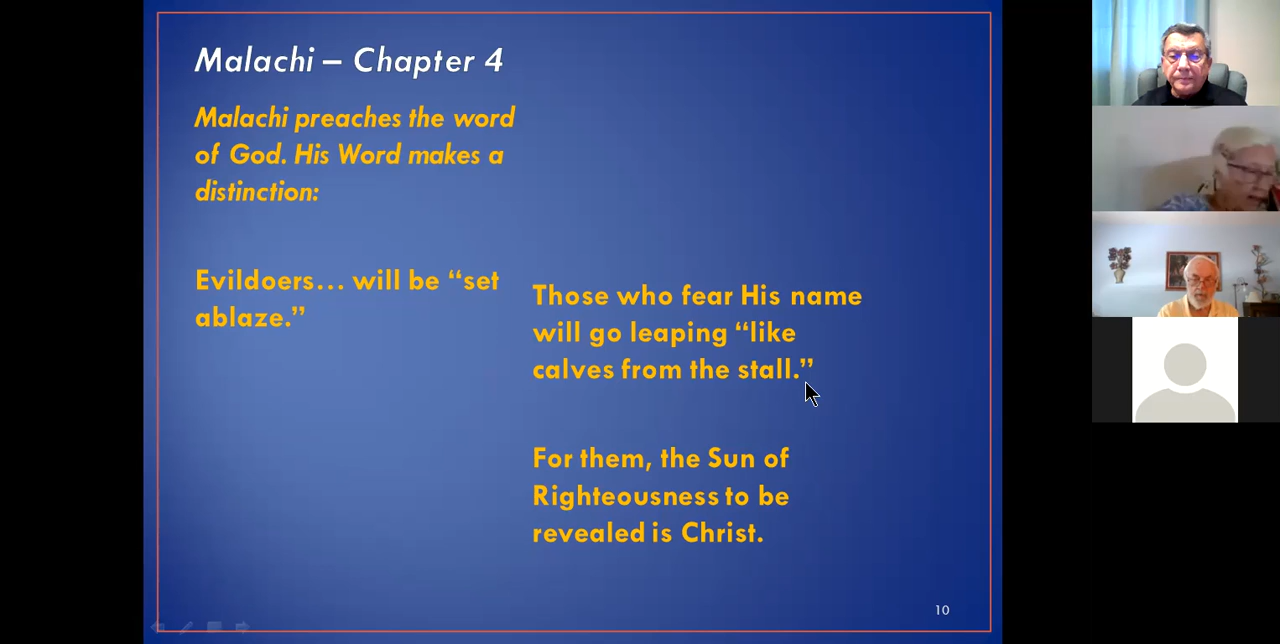 Malachi – Chapter 4
Malachi preaches the word
of God. His Word makes a
distinction:
Evildoers… will be “set
ablaze.”
Those who fear His name
will go leaping “like
calves from the stall.”
For them, the Sun of
Righteousness to be
revealed is Christ.
10